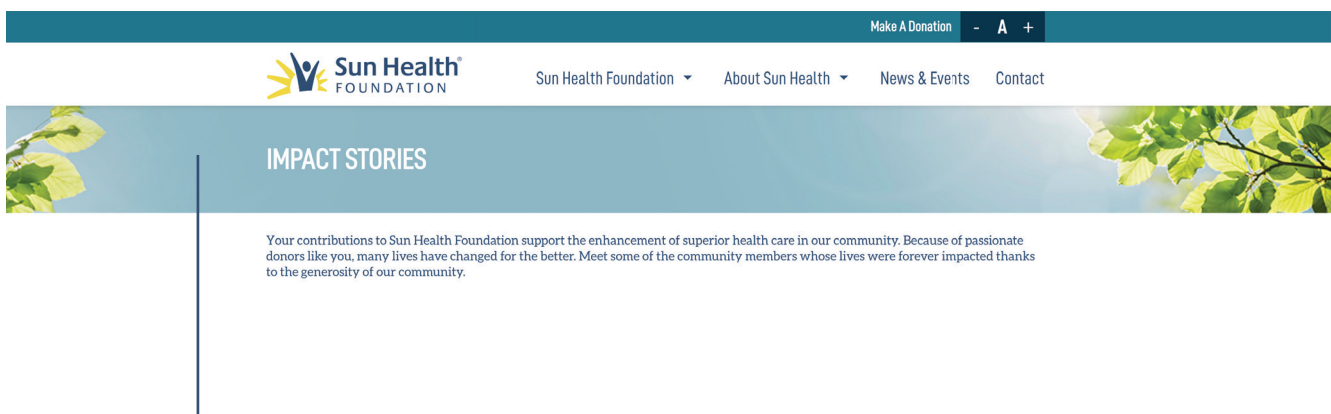 Make A Donation - A +
Sun Health®
FOUNDATION
Sun Health Foundation About Sun Health News & Events Contact
IMPACT STORIES
Your contributions to Sun Health Foundation support the enhancement of superior health care in our community. Because of passionate
donors like you, many lives have changed for the better. Meet some of the community members whose lives were forever impacted thanks
to the generosity of our community.